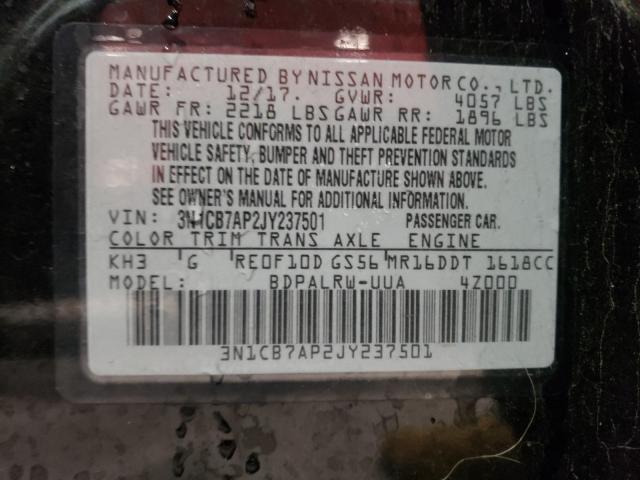 MANUFACTURED BY NISSAN MOTOR CO., LTD.
DATE: 12/17. GVWR: 4057 LBS
GAWR FR: 2218 LBS GAWR RR: 1896 LBS
THIS VEHICLE CONFORMS TO ALL APPLICABLE FEDERAL MOTOR
VEHICLE SAFETY, BUMPER AND THEFT PREVENTION STANDARDS
IN EFFECT ON THE DATE OF MANUFACTURE SHOWN ABOVE.
SEE OWNER'S MANUAL FOR ADDITIONAL INFORMATION.
VIN: 3N1CB7AP2JY237501 PASSENGER CAR.
COLOR TRIM TRANS AXLE ENGINE
KH3 G RE0F10D GS56 MR16DDT 1618CC
MODEL: BDPALRW-UUA 4Z000
3N1CB7AP2JY237501